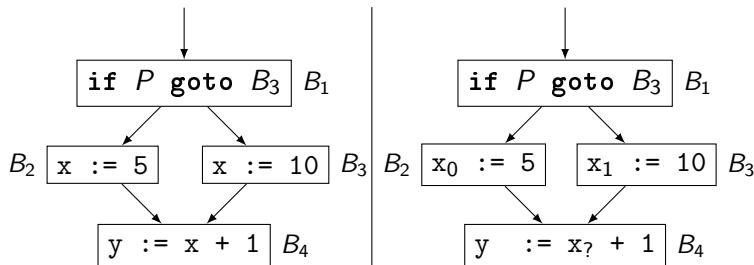 if P goto B₃ B₁
B₂ x := 5 x := 10 B₃
y := x + 1 B₄
if P goto B₃ B₁
B₂ x₀ := 5 x₁ := 10 B₃
y := x? + 1 B₄